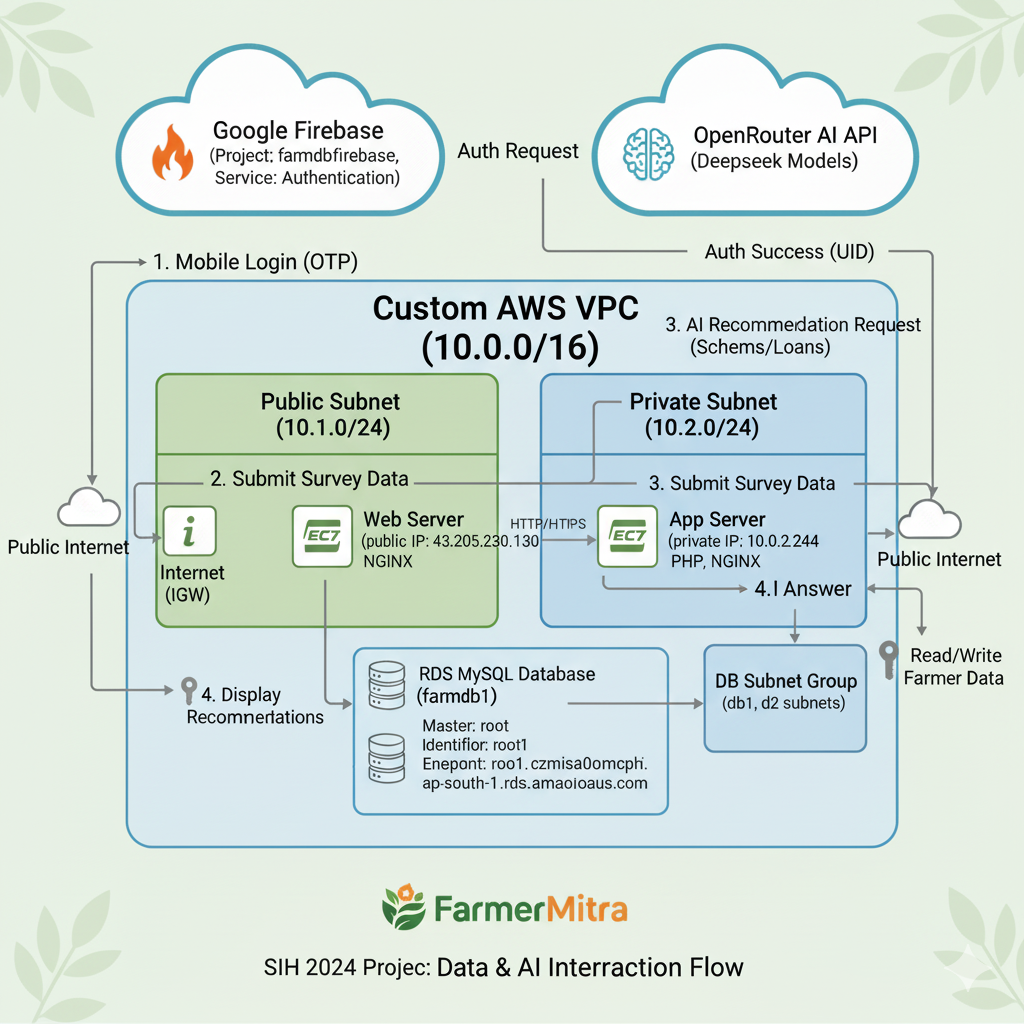 Google Firebase
(Project: famdbfirebase,
Service: Authentication)
Auth Request
OpenRouter AI API
(Deepseek Models)
Auth Success (UID)
1. Mobile Login (OTP)
Custom AWS VPC
(10.0.0/16)
3. AI Recommendation Request
(Schems/Loans)
Public Subnet
(10.1.0/24)
Private Subnet
(10.2.0/24)
2. Submit Survey Data
3. Submit Survey Data
Public Internet
i
Internet
(IGW)
EC7
Web Server
(public IP: 43.205.230.130
NGINX
HTTP/HTIPS
EC7
App Server
(private IP: 10.0.2.244
PHP, NGINX
Public Internet
4.I Answer
4. Display
Recommertations
RDS MySQL Database
(farmdb1)
Master: root
Identifior: root1
Enepornt: roo1.czmisa0omcph.
ap-south-1.rds.amaoioaus.com
DB Subnet Group
(db1, d2 subnets)
Read/Write
Farmer Data
FarmerMitra
SIH 2024 Projec: Data & AI Interraction Flow